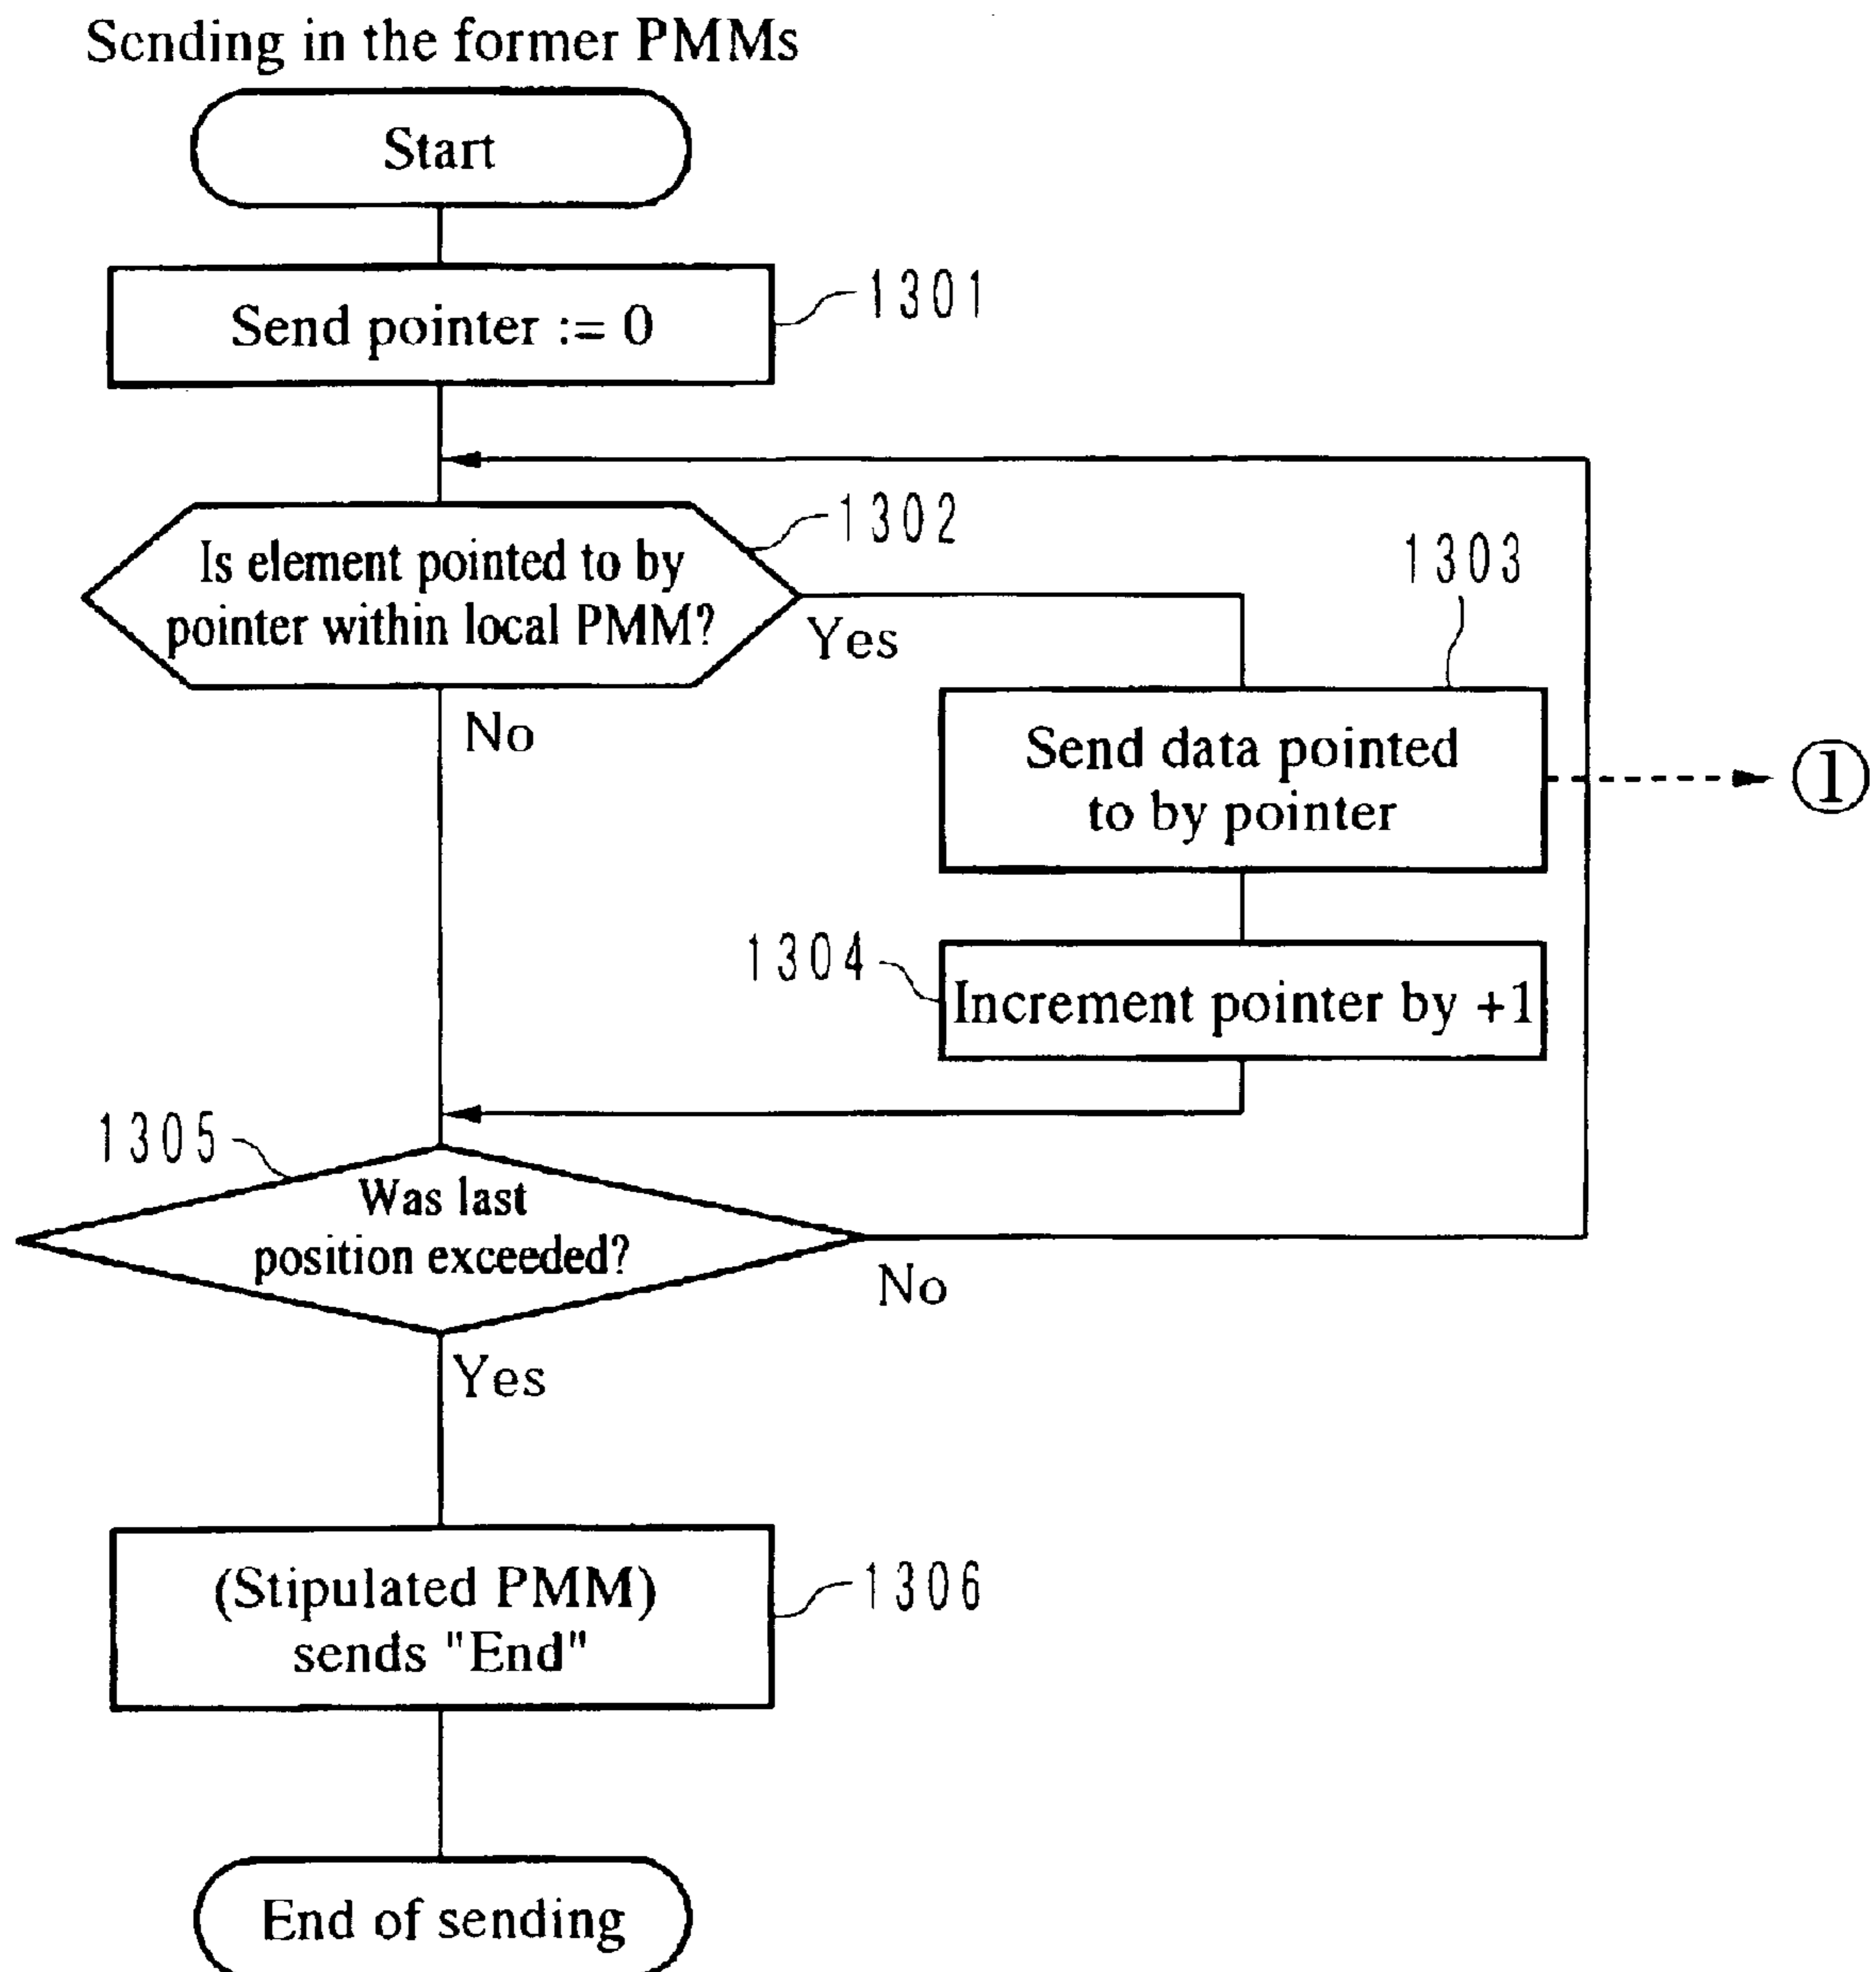 Sending in the former PMMs
Start
Send pointer := 0
1301
1302
Is element pointed to by
pointer within local PMM?
Yes
No
1303
Send data pointed
to by pointer
1
1304
Increment pointer by +1
1305
Was last
position exceeded?
No
Yes
(Stipulated PMM)
sends "End"
1306
End of sending